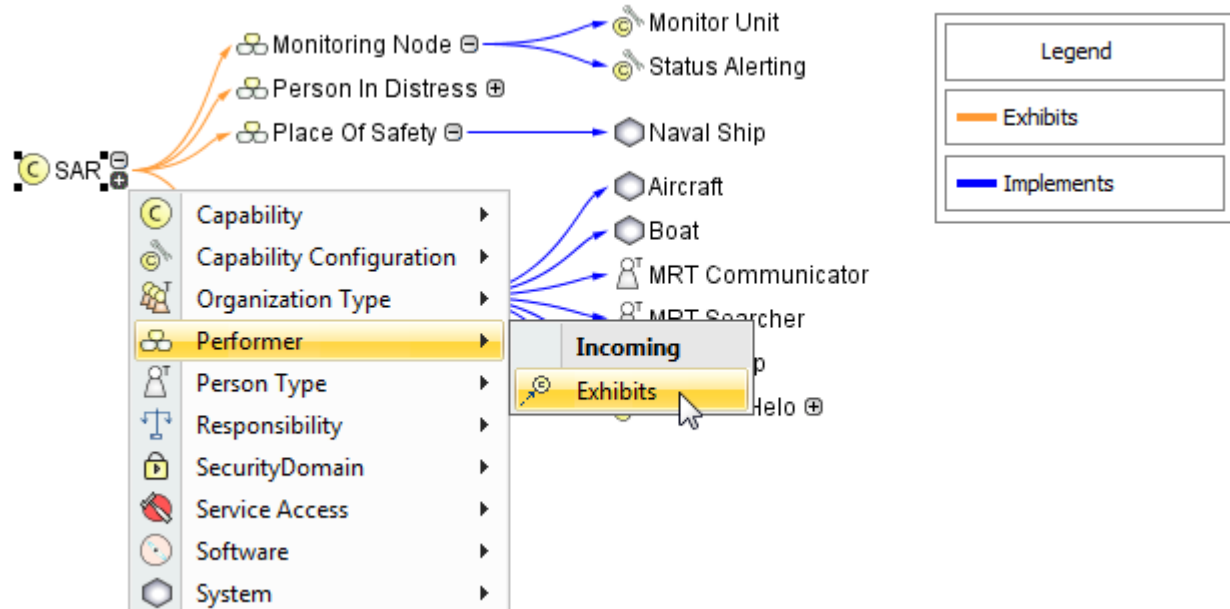 Monitor Unit
Monitoring Node
Status Alerting
Person In Distress
Place Of Safety
Naval Ship
C SAR
Aircraft
Boat
MRT Communicator
MRT Searcher
p
Helo
C Capability
C Capability Configuration
T Organization Type
Performer
T Person Type
Responsibility
SecurityDomain
Service Access
Software
System
Incoming
C Exhibits
Legend
Exhibits
Implements